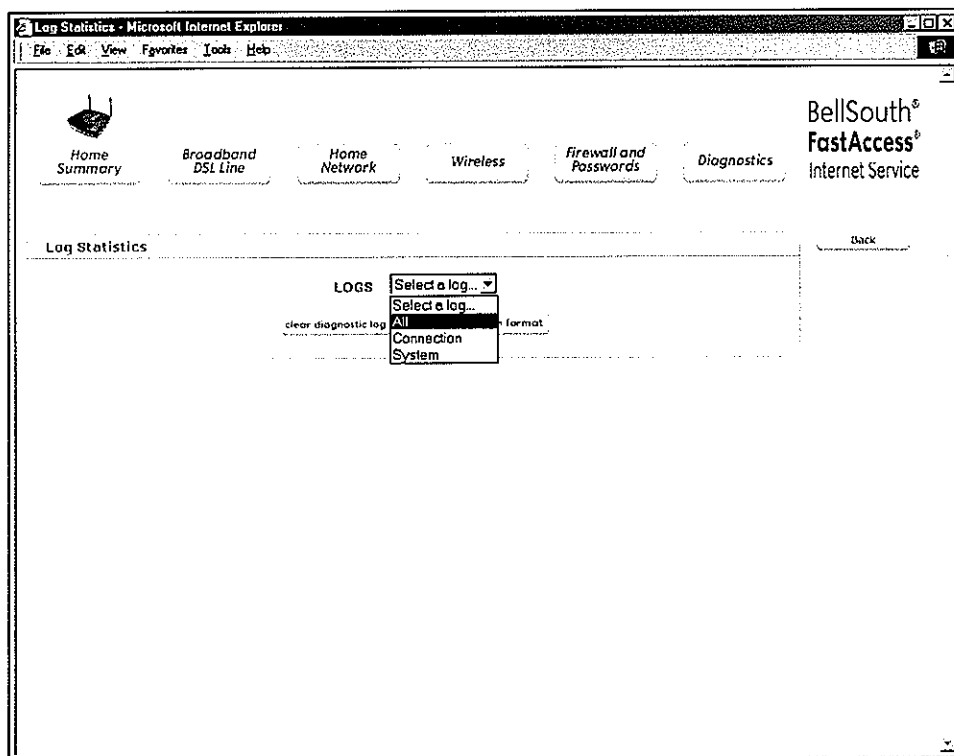 Log Statistics - Microsoft Internet Explorer
File Edit View Favorites Tools Help
BellSouth®
FastAccess®
Internet Service
Home
Summary
Broadband
DSL Line
Home
Network
Wireless
Firewall and
Passwords
Diagnostics
Log Statistics
Back
LOGS
Select a log...
Select a log...
All
Connection
System
clear diagnostic log
format